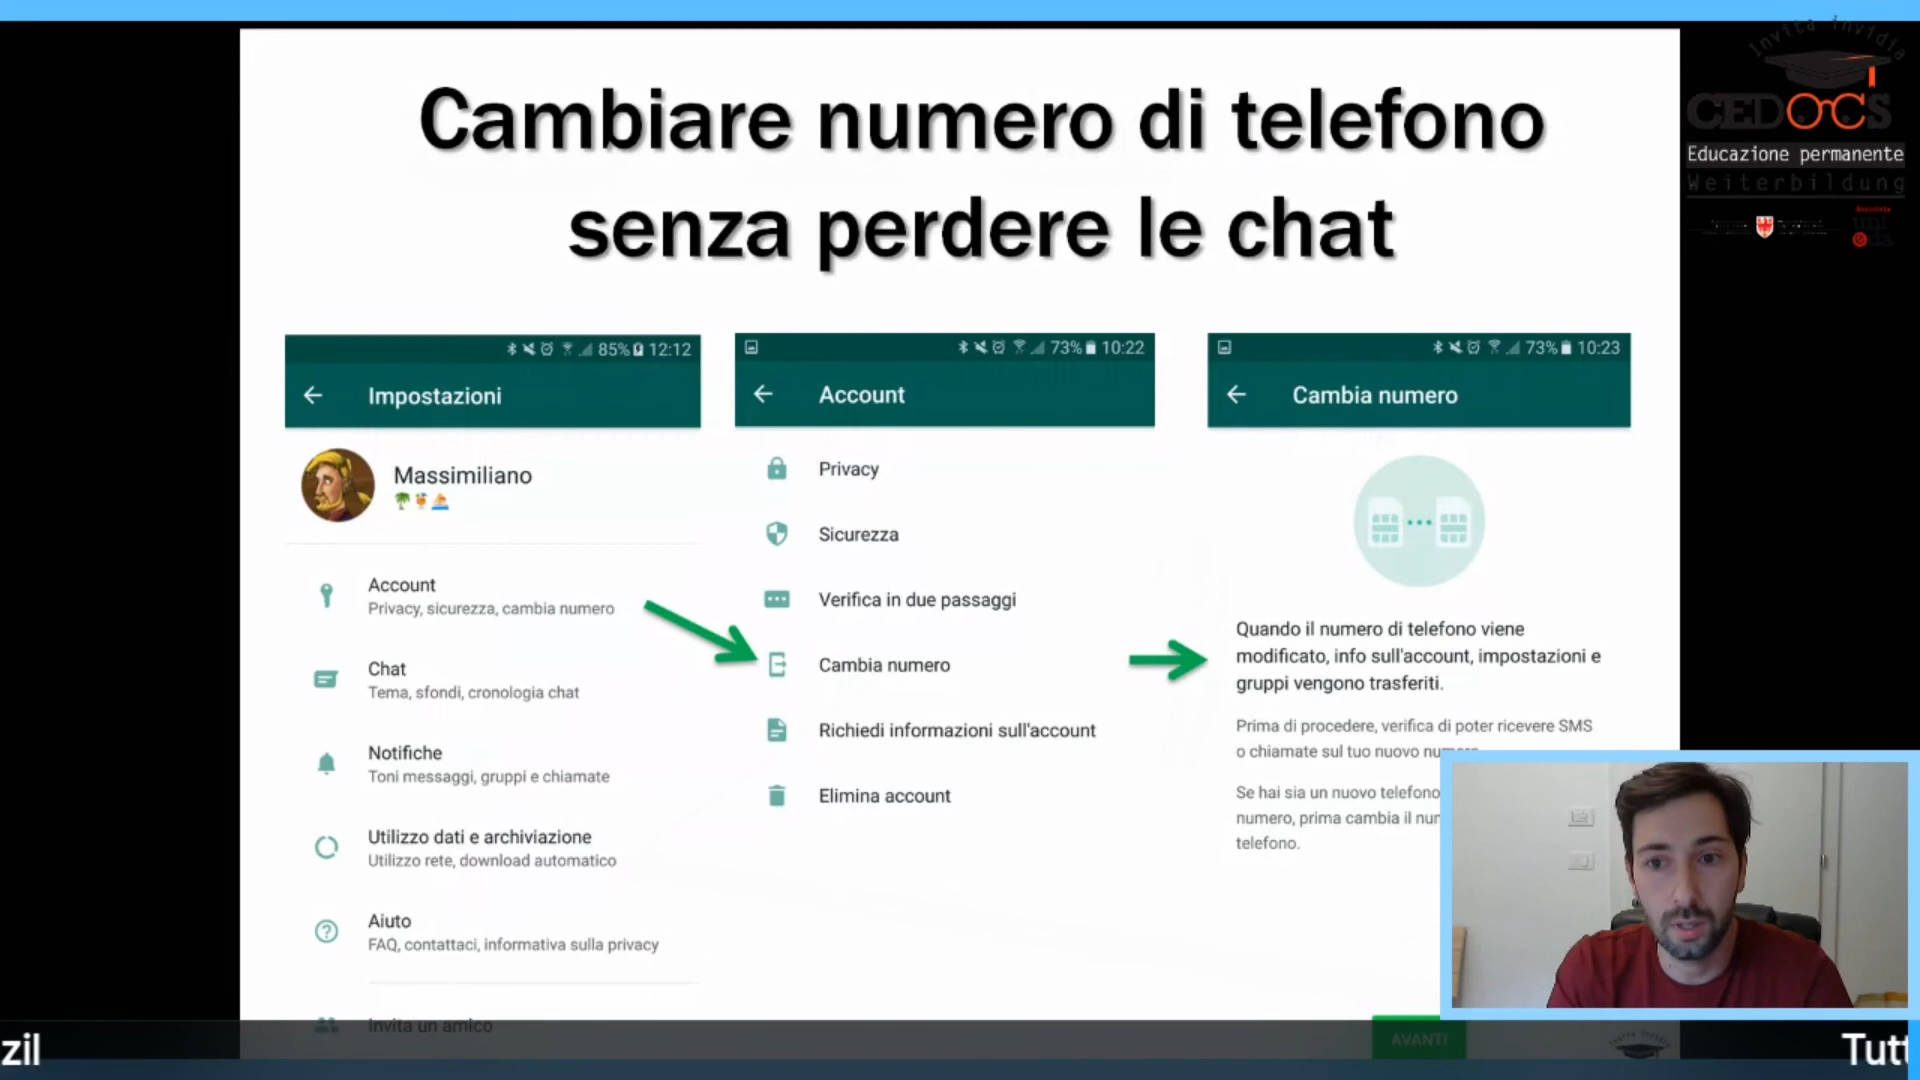 Cambiare numero di telefono
senza perdere le chat
Invita invidia
CEDOCS
Educazione permanente
Weiterbildung
85% 12:12
Impostazioni
Massimiliano
Account
Privacy, sicurezza, cambia numero
Chat
Tema, sfondi, cronologia chat
Notifiche
Toni messaggi, gruppi e chiamate
Utilizzo dati e archiviazione
Utilizzo rete, download automatico
Aiuto
FAQ, contattaci, informativa sulla privacy
Invita un amico
73% 10:22
Account
Privacy
Sicurezza
Verifica in due passaggi
Cambia numero
Richiedi informazioni sull'account
Elimina account
73% 10:23
Cambia numero
Quando il numero di telefono viene
modificato, info sull'account, impostazioni e
gruppi vengono trasferiti.
Prima di procedere, verifica di poter ricevere SMS
o chiamate sul tuo nuovo numero.
Se hai sia un nuovo telefono
numero, prima cambia il
telefono.
AVANTI
zil
Tutt